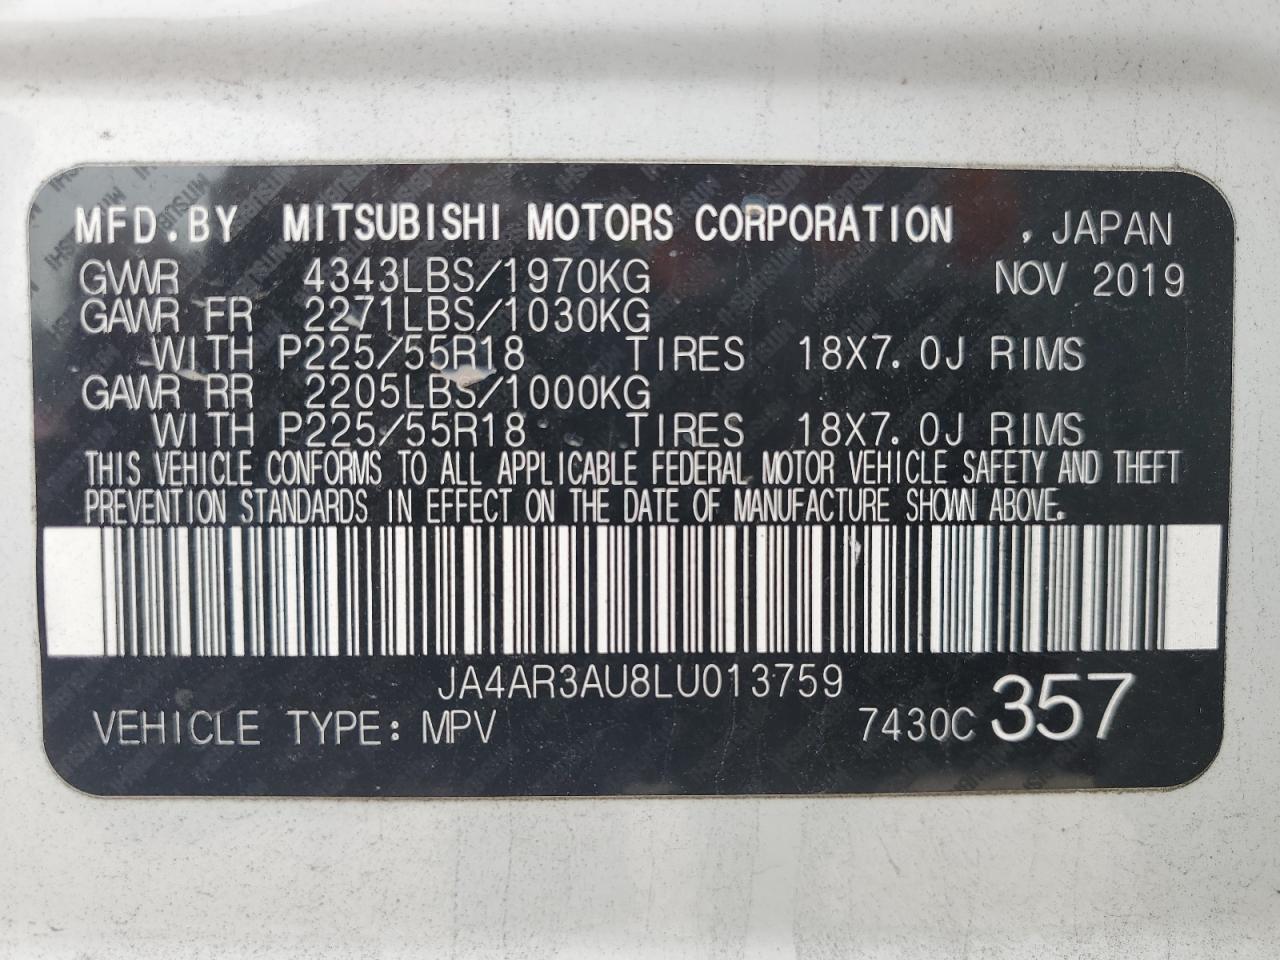 MFD.BY MITSUBISHI MOTORS CORPORATION , JAPAN
GVWR 4343LBS/1970KG NOV 2019
GAWR FR 2271LBS/1030KG
WITH P225/55R18 TIRES 18X7.0J RIMS
GAWR RR 2205LBS/1000KG
WITH P225/55R18 TIRES 18X7.0J RIMS
THIS VEHICLE CONFORMS TO ALL APPLICABLE FEDERAL MOTOR VEHICLE SAFETY AND THEFT
PREVENTION STANDARDS IN EFFECT ON THE DATE OF MANUFACTURE SHOWN ABOVE.
JA4AR3AU8LU013759
VEHICLE TYPE: MPV 7430C 357